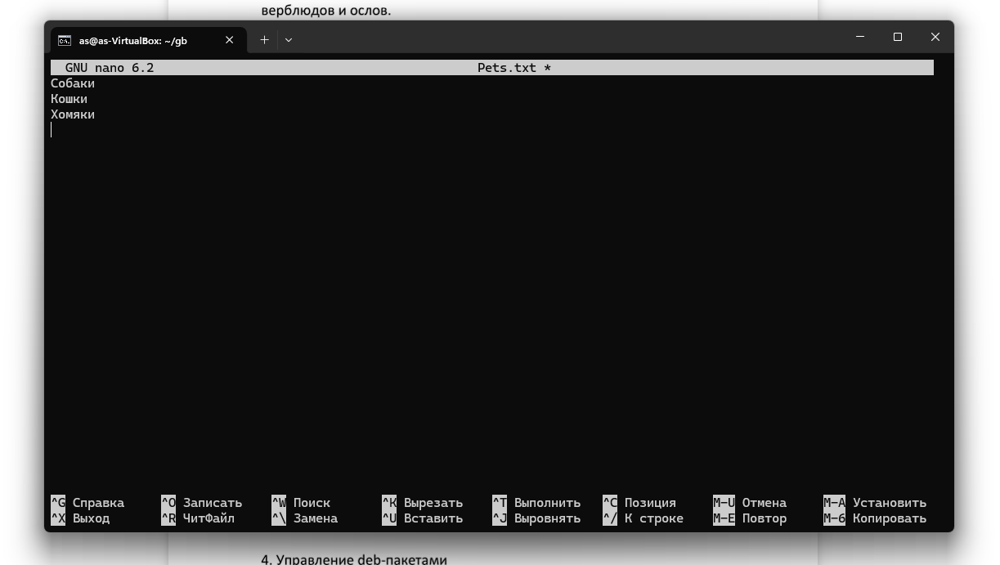 верблюдов и ослов.
as@as-VirtualBox: ~/gb
GNU nano 6.2 Pets.txt *
Собаки
Кошки
Хомяки
^G Справка ^O Записать ^W Поиск ^K Вырезать ^T Выполнить ^C Позиция M-U Отмена M-A Установить
^X Выход ^R ЧитФайл ^\ Замена ^U Вставить ^J Выровнять ^/ К строке M-E Повтор M-6 Копировать
4. Управление deb-пакетами